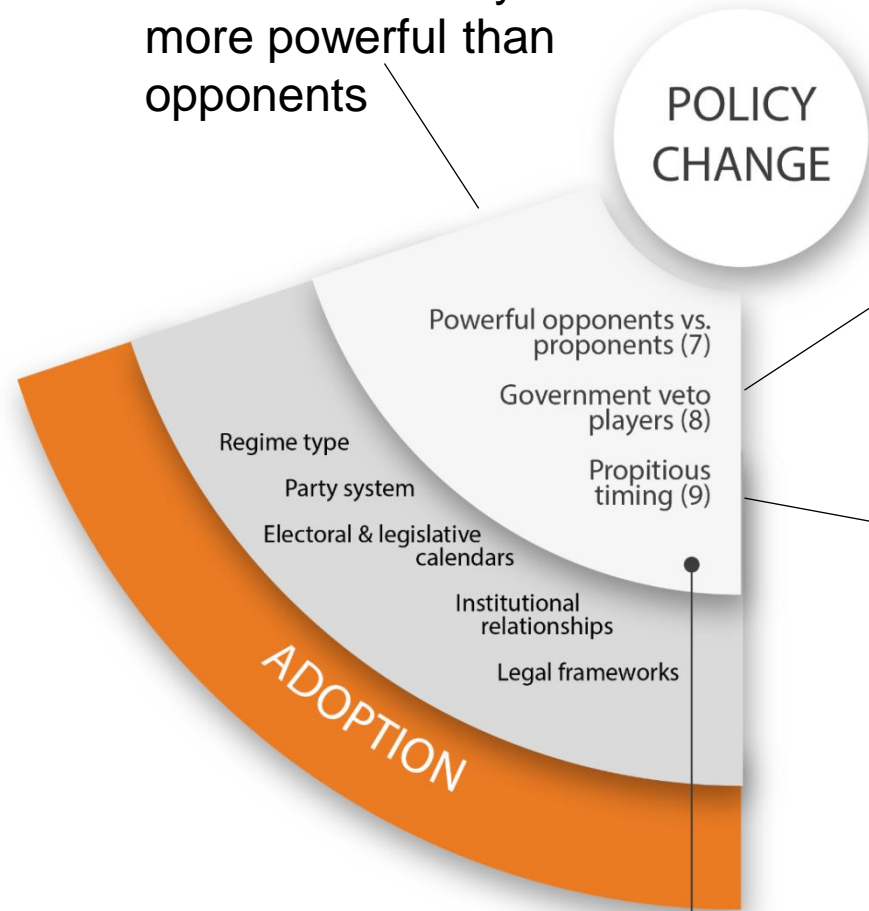 more powerful than
opponents
POLICY
CHANGE
Powerful opponents vs.
proponents (7)
Government veto
players (8)
Propitious
timing (9)
Regime type
Party system
Electoral & legislative
calendars
Institutional
relationships
Legal frameworks
ADOPTION